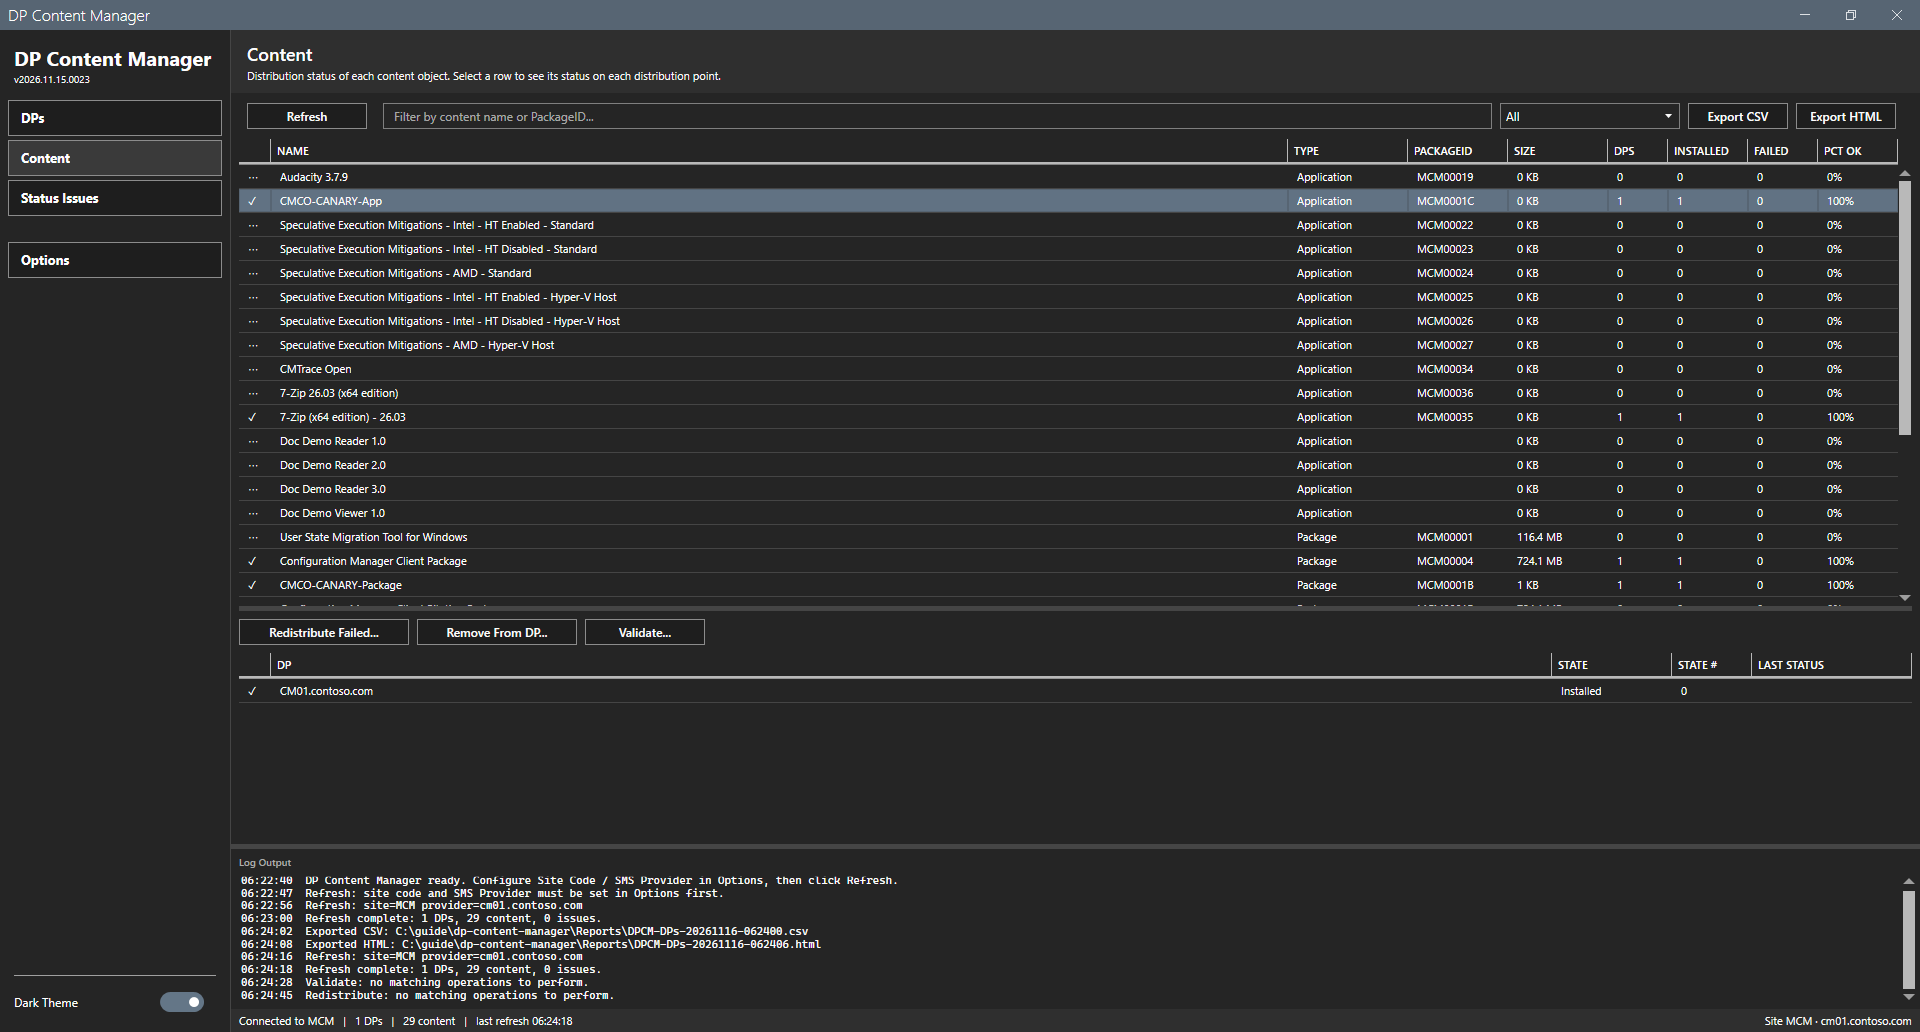 DP Content Manager
DP Content Manager
v2026.11.15.0023
DPs
Content
Status Issues
Options
Dark Theme
Content
Distribution status of each content object. Select a row to see its status on each distribution point.
Refresh
Filter by content name or PackageID...
All
Export CSV
Export HTML
NAME TYPE PACKAGEID SIZE DPS INSTALLED FAILED PCT OK
... Audacity 3.7.9 Application MCM00019 0 KB 0 0 0 0%
✓ CMCO-CANARY-App Application MCM0001C 0 KB 1 1 0 100%
... Speculative Execution Mitigations - Intel - HT Enabled - Standard Application MCM00022 0 KB 0 0 0 0%
... Speculative Execution Mitigations - Intel - HT Disabled - Standard Application MCM00023 0 KB 0 0 0 0%
... Speculative Execution Mitigations - AMD - Standard Application MCM00024 0 KB 0 0 0 0%
... Speculative Execution Mitigations - Intel - HT Enabled - Hyper-V Host Application MCM00025 0 KB 0 0 0 0%
... Speculative Execution Mitigations - Intel - HT Disabled - Hyper-V Host Application MCM00026 0 KB 0 0 0 0%
... Speculative Execution Mitigations - AMD - Hyper-V Host Application MCM00027 0 KB 0 0 0 0%
... CMTrace Open Application MCM00034 0 KB 0 0 0 0%
... 7-Zip 26.03 (x64 edition) Application MCM00036 0 KB 0 0 0 0%
✓ 7-Zip (x64 edition) - 26.03 Application MCM00035 0 KB 1 1 0 100%
... Doc Demo Reader 1.0 Application 0 KB 0 0 0 0%
... Doc Demo Reader 2.0 Application 0 KB 0 0 0 0%
... Doc Demo Reader 3.0 Application 0 KB 0 0 0 0%
... Doc Demo Viewer 1.0 Application 0 KB 0 0 0 0%
... User State Migration Tool for Windows Package MCM00001 116.4 MB 0 0 0 0%
✓ Configuration Manager Client Package Package MCM00004 724.1 MB 1 1 0 100%
✓ CMCO-CANARY-Package Package MCM0001B 1 KB 1 1 0 100%
Redistribute Failed...
Remove From DP...
Validate...
DP STATE STATE # LAST STATUS
✓ CM01.contoso.com Installed 0
Log Output
06:22:40 DP Content Manager ready. Configure Site Code / SMS Provider in Options, then click Refresh.
06:22:47 Refresh: site code and SMS Provider must be set in Options first.
06:22:56 Refresh: site=MCM provider=cm01.contoso.com
06:23:00 Refresh complete: 1 DPs, 29 content, 0 issues.
06:24:02 Exported CSV: C:\guide\dp-content-manager\Reports\DPCM-DPs-20261116-062400.csv
06:24:08 Exported HTML: C:\guide\dp-content-manager\Reports\DPCM-DPs-20261116-062406.html
06:24:16 Refresh: site=MCM provider=cm01.contoso.com
06:24:18 Refresh complete: 1 DPs, 29 content, 0 issues.
06:24:28 Validate: no matching operations to perform.
06:24:45 Redistribute: no matching operations to perform.
Connected to MCM | 1 DPs | 29 content | last refresh 06:24:18
Site MCM · cm01.contoso.com